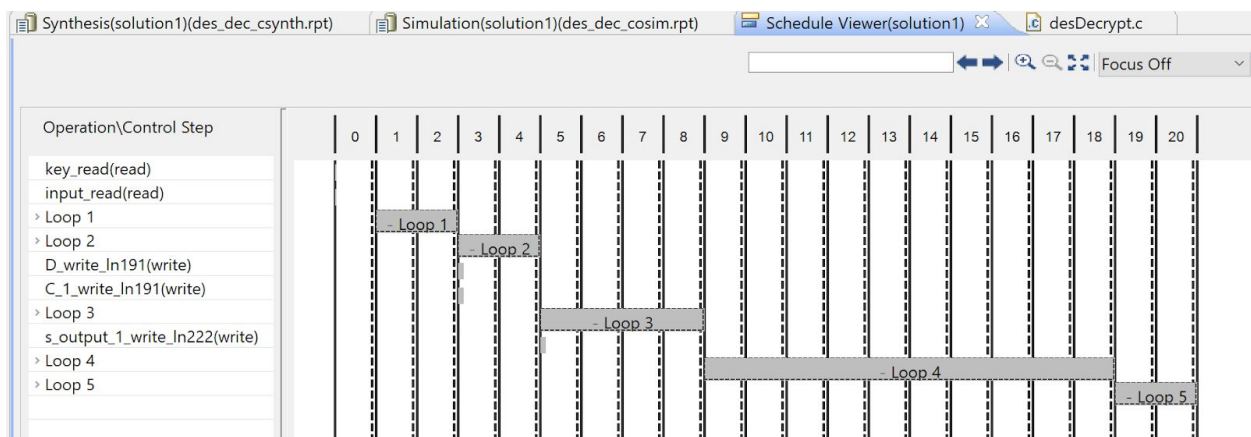 Synthesis(solution1)(des_dec_csynth.rpt) Simulation(solution1)(des_dec_cosim.rpt) Schedule Viewer(solution1) desDecrypt.c
Focus Off
Operation\Control Step 0 1 2 3 4 5 6 7 8 9 10 11 12 13 14 15 16 17 18 19 20
key_read(read)
input_read(read)
Loop 1 - Loop 1
Loop 2 - Loop 2
D_write_ln191(write)
C_1_write_ln191(write)
Loop 3 - Loop 3
s_output_1_write_ln222(write)
Loop 4 - Loop 4
Loop 5 - Loop 5